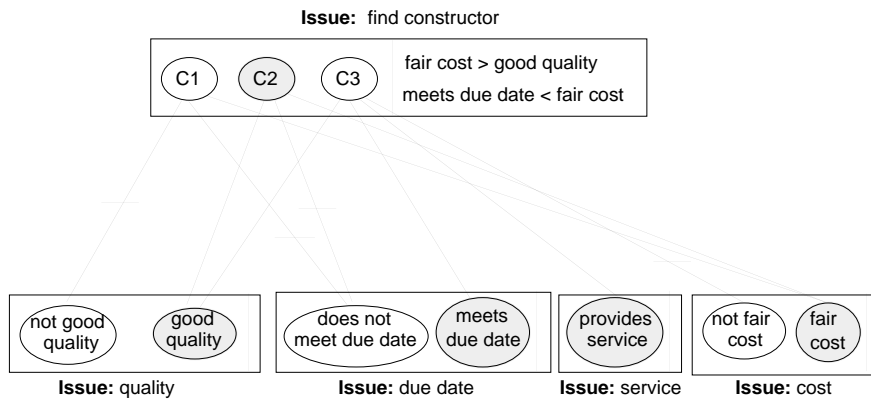 Issue: find constructor
C1 C2 C3
fair cost > good quality
meets due date < fair cost
not good
quality
good
quality
does not
meet due date
meets
due date
provides
service
not fair
cost
fair
cost
Issue: quality
Issue: due date
Issue: service
Issue: cost